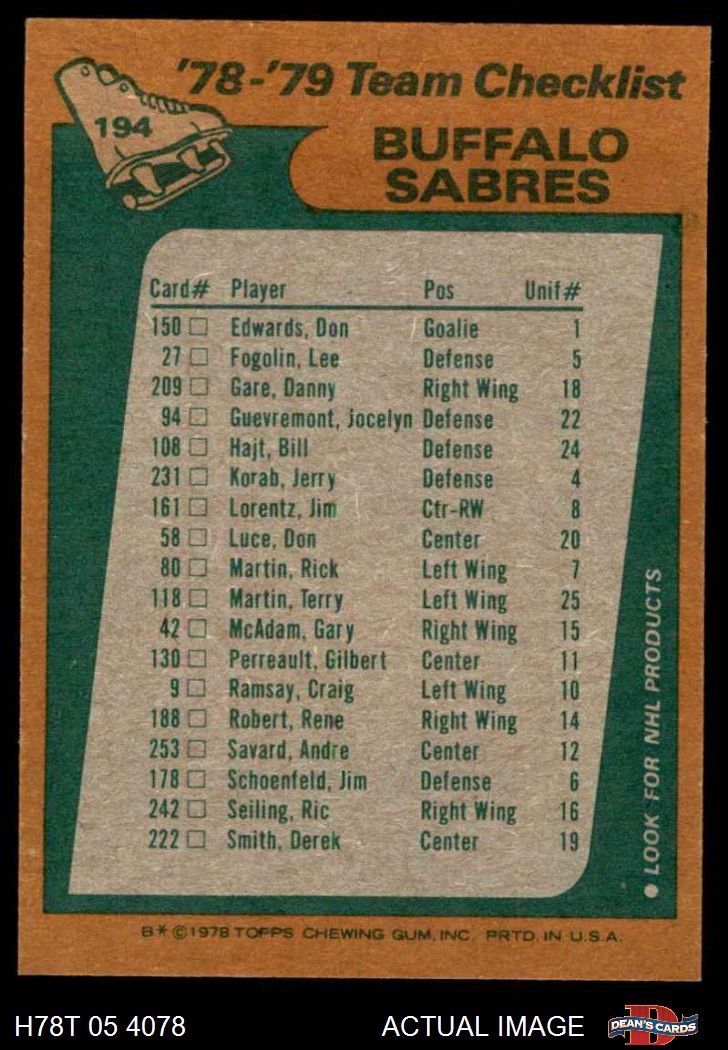 '78-'79 Team Checklist
194
BUFFALO
SABRES
Card# Player Pos Unif#
150 □ Edwards, Don Goalie 1
27 □ Fogolin, Lee Defense 5
209 □ Gare, Danny Right Wing 18
94 □ Guevremont, Jocelyn Defense 22
108 □ Hajt, Bill Defense 24
231 □ Korab, Jerry Defense 4
161 □ Lorentz, Jim Ctr-RW 8
58 □ Luce, Don Center 20
80 □ Martin, Rick Left Wing 7
118 □ Martin, Terry Left Wing 25
42 □ McAdam, Gary Right Wing 15
130 □ Perreault, Gilbert Center 11
9 □ Ramsay, Craig Left Wing 10
188 □ Robert, Rene Right Wing 14
253 □ Savard, Andre Center 12
178 □ Schoenfeld, Jim Defense 6
242 □ Seiling, Ric Right Wing 16
222 □ Smith, Derek Center 19
● LOOK FOR NHL PRODUCTS
B*©1978 TOPPS CHEWING GUM, INC. PRTD. IN U.S.A.
H78T 05 4078 ACTUAL IMAGE
D
DEAN'S CARDS